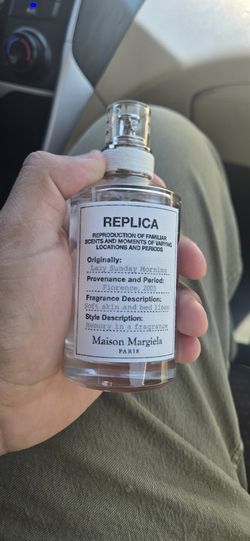 REPLICA
REPRODUCTION OF FAMILIAR
SCENTS AND MOMENTS OF VARYING
LOCATIONS AND PERIODS
Originally:
Lazy Sunday Morning
Provenance and Period:
Florence, 2003
Fragrance Description:
Soft skin and bed linen
Style Description:
Memory in a fragrance
Maison Margiela
PARIS